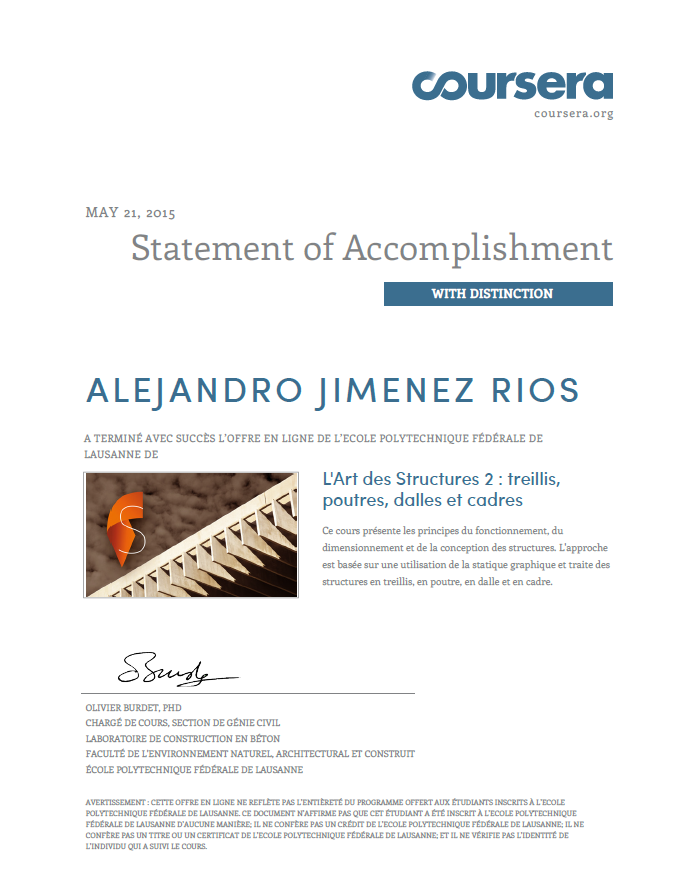 coursera
coursera.org
MAY 21, 2015
Statement of Accomplishment
WITH DISTINCTION
ALEJANDRO JIMENEZ RIOS
A TERMINÉ AVEC SUCCÈS L'OFFRE EN LIGNE DE L'ECOLE POLYTECHNIQUE FÉDÉRALE DE
LAUSANNE DE
S
L'Art des Structures 2 : treillis,
poutres, dalles et cadres
Ce cours présente les principes du fonctionnement, du
dimensionnement et de la conception des structures. L'approche
est basée sur une utilisation de la statique graphique et traite des
structures en treillis, en poutre, en dalle et en cadre.
OLIVIER BURDET, PHD
CHARGÉ DE COURS, SECTION DE GÉNIE CIVIL
LABORATOIRE DE CONSTRUCTION EN BÉTON
FACULTÉ DE L'ENVIRONNEMENT NATUREL, ARCHITECTURAL ET CONSTRUIT
ÉCOLE POLYTECHNIQUE FÉDÉRALE DE LAUSANNE
AVERTISSEMENT : CETTE OFFRE EN LIGNE NE REFLÈTE PAS L'ENTIÈRETÉ DU PROGRAMME OFFERT AUX ÉTUDIANTS INSCRITS À L'ECOLE
POLYTECHNIQUE FÉDÉRALE DE LAUSANNE. CE DOCUMENT N'AFFIRME PAS QUE CET ÉTUDIANT A ÉTÉ INSCRIT À L'ECOLE POLYTECHNIQUE
FÉDÉRALE DE LAUSANNE D'AUCUNE MANIÈRE; IL NE CONFÈRE PAS UN CRÉDIT DE L'ECOLE POLYTECHNIQUE FÉDÉRALE DE LAUSANNE; IL NE
CONFÈRE PAS UN TITRE OU UN CERTIFICAT DE L'ECOLE POLYTECHNIQUE FÉDÉRALE DE LAUSANNE; ET IL NE VÉRIFIE PAS L'IDENTITÉ DE
L'INDIVIDU QUI A SUIVI LE COURS.